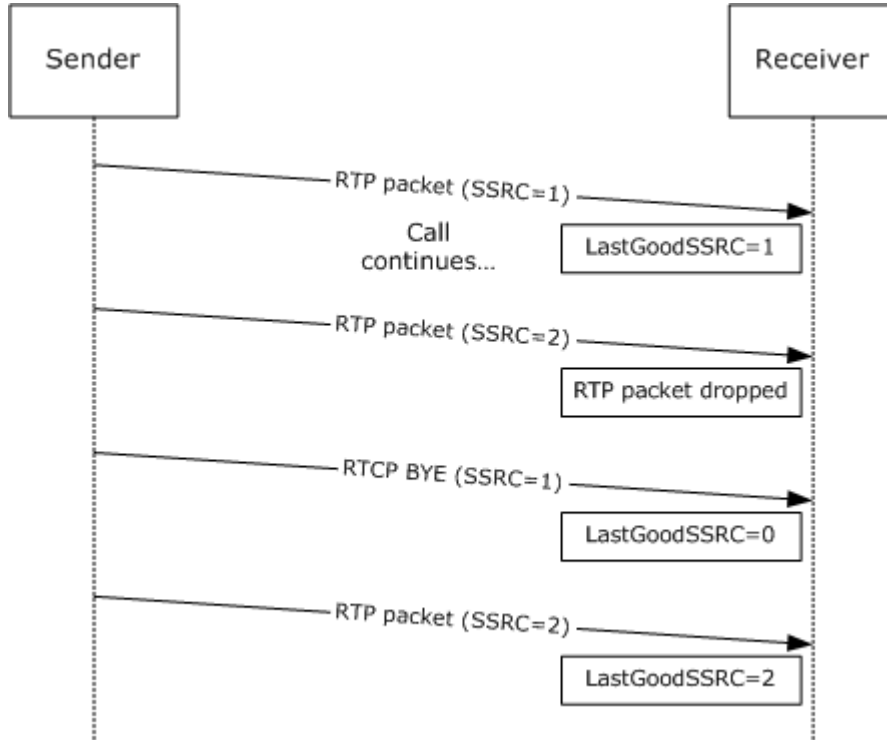 Sender
Receiver
RTP packet (SSRC=1)
Call
continues...
LastGoodSSRC=1
RTP packet (SSRC=2)
RTP packet dropped
RTCP BYE (SSRC=1)
LastGoodSSRC=0
RTP packet (SSRC=2)
LastGoodSSRC=2